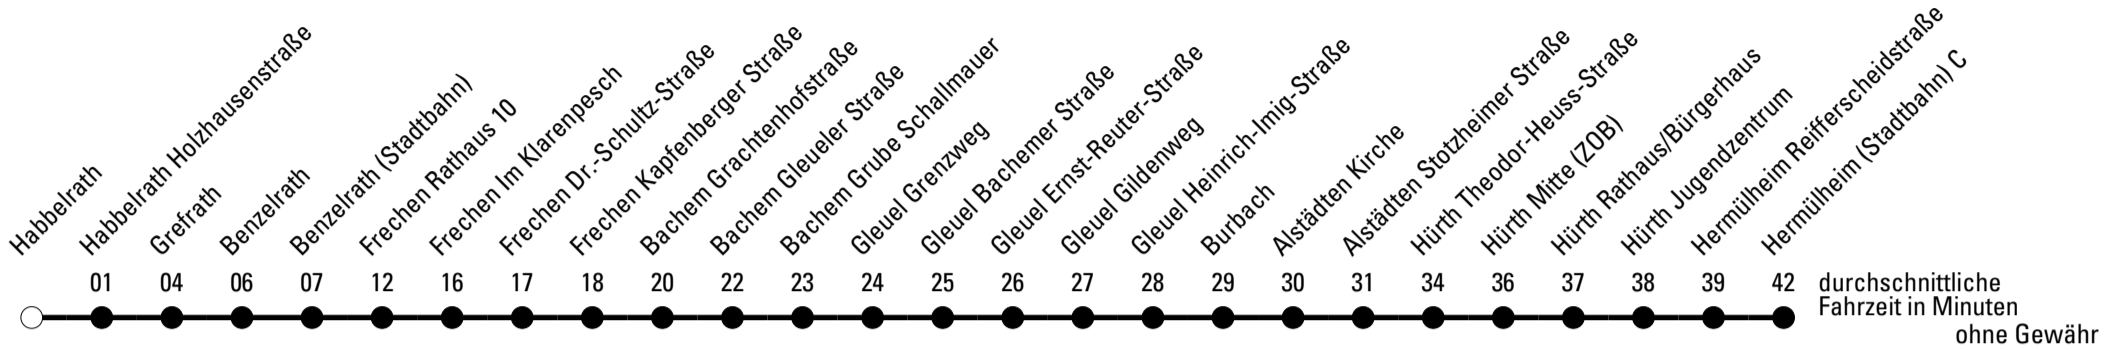 Habbelrath
Habbelrath Holzhausenstraße
Grefrath
Benzelrath
Benzelrath (Stadtbahn)
Frechen Rathaus 10
Frechen Im Klarenpesch
Frechen Dr.-Schultz-Straße
Frechen Kapfenberger Straße
Bachem Grachtenhofstraße
Bachem Gleueler Straße
Bachem Grube Schallmauer
Gleuel Grenzweg
Gleuel Bachemer Straße
Gleuel Ernst-Reuter-Straße
Gleuel Gildenweg
Gleuel Heinrich-Imig-Straße
Burbach
Alstädten Kirche
Alstädten Stotzheimer Straße
Hürth Theodor-Heuss-Straße
Hürth Mitte (ZOB)
Hürth Rathaus/Bürgerhaus
Hürth Jugendzentrum
Hermülheim Reifferscheidstraße
Hermülheim (Stadtbahn) C
01 04 06 07 12 16 17 18 20 22 23 24 25 26 27 28 29 30 31 34 36 37 38 39 42 durchschnittliche
Fahrzeit in Minuten
ohne Gewähr